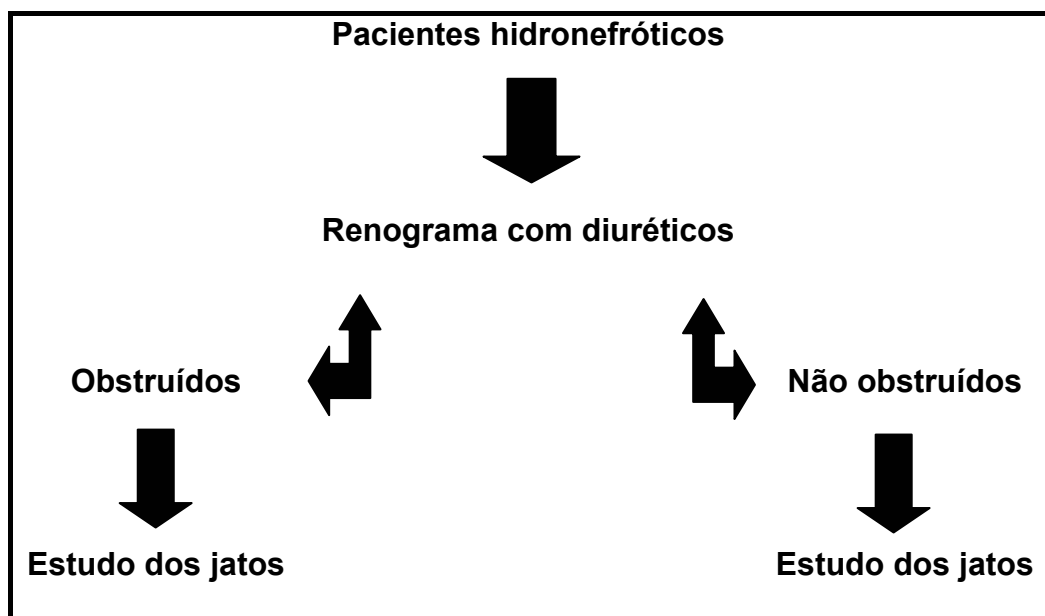 Pacientes hidronefróticos
Renograma com diuréticos
Obstruídos
Não obstruídos
Estudo dos jatos
Estudo dos jatos